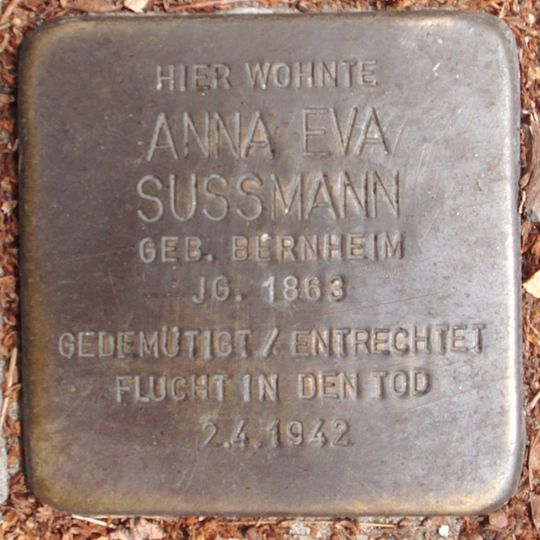 HIER WOHNTE
ANNA EVA
SUSSMANN
GEB. BERNHEIM
JG. 1863
GEDEMÜTIGT / ENTRECHTET
FLUCHT IN DEN TOD
2.4.1942